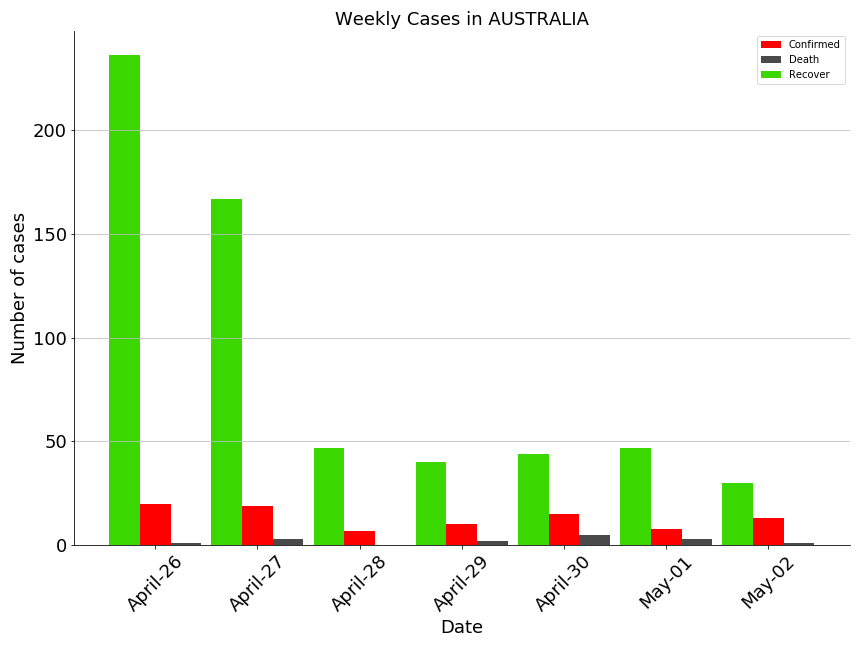 Weekly Cases in AUSTRALIA
Confirmed
Death
Recover
Number of cases
200
150
100
50
0
April-26
April-27
April-28
April-29
April-30
May-01
May-02
Date